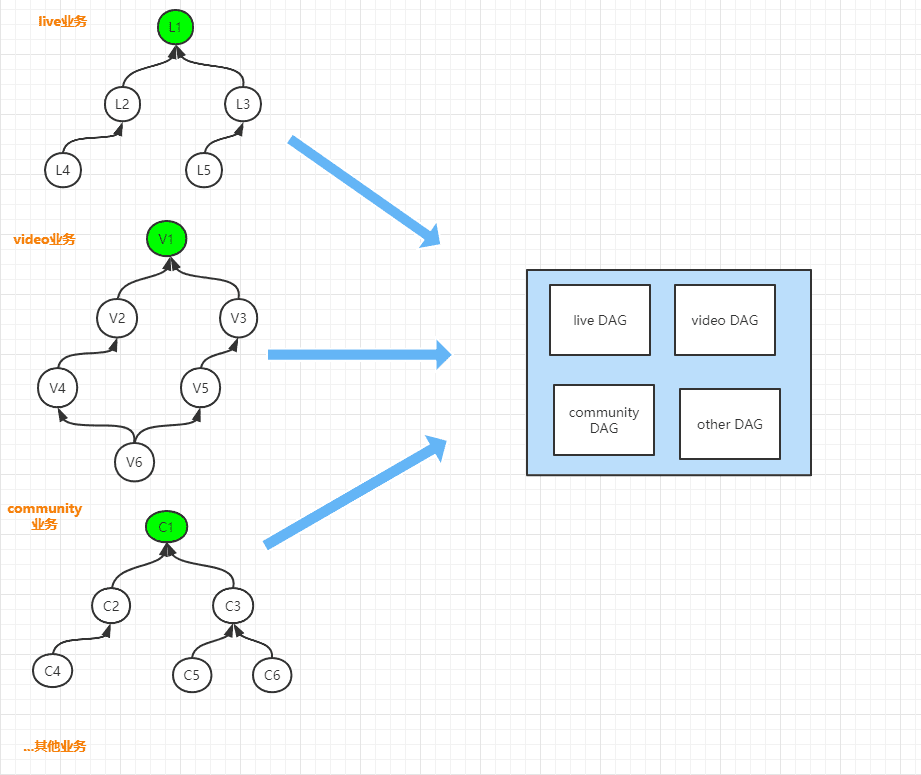 live业务
L1
L2
L3
L4
L5
video业务
V1
V2
V3
V4
V5
V6
community
业务
C1
C2
C3
C4
C5
C6
...其他业务
live DAG
video DAG
community
DAG
other DAG